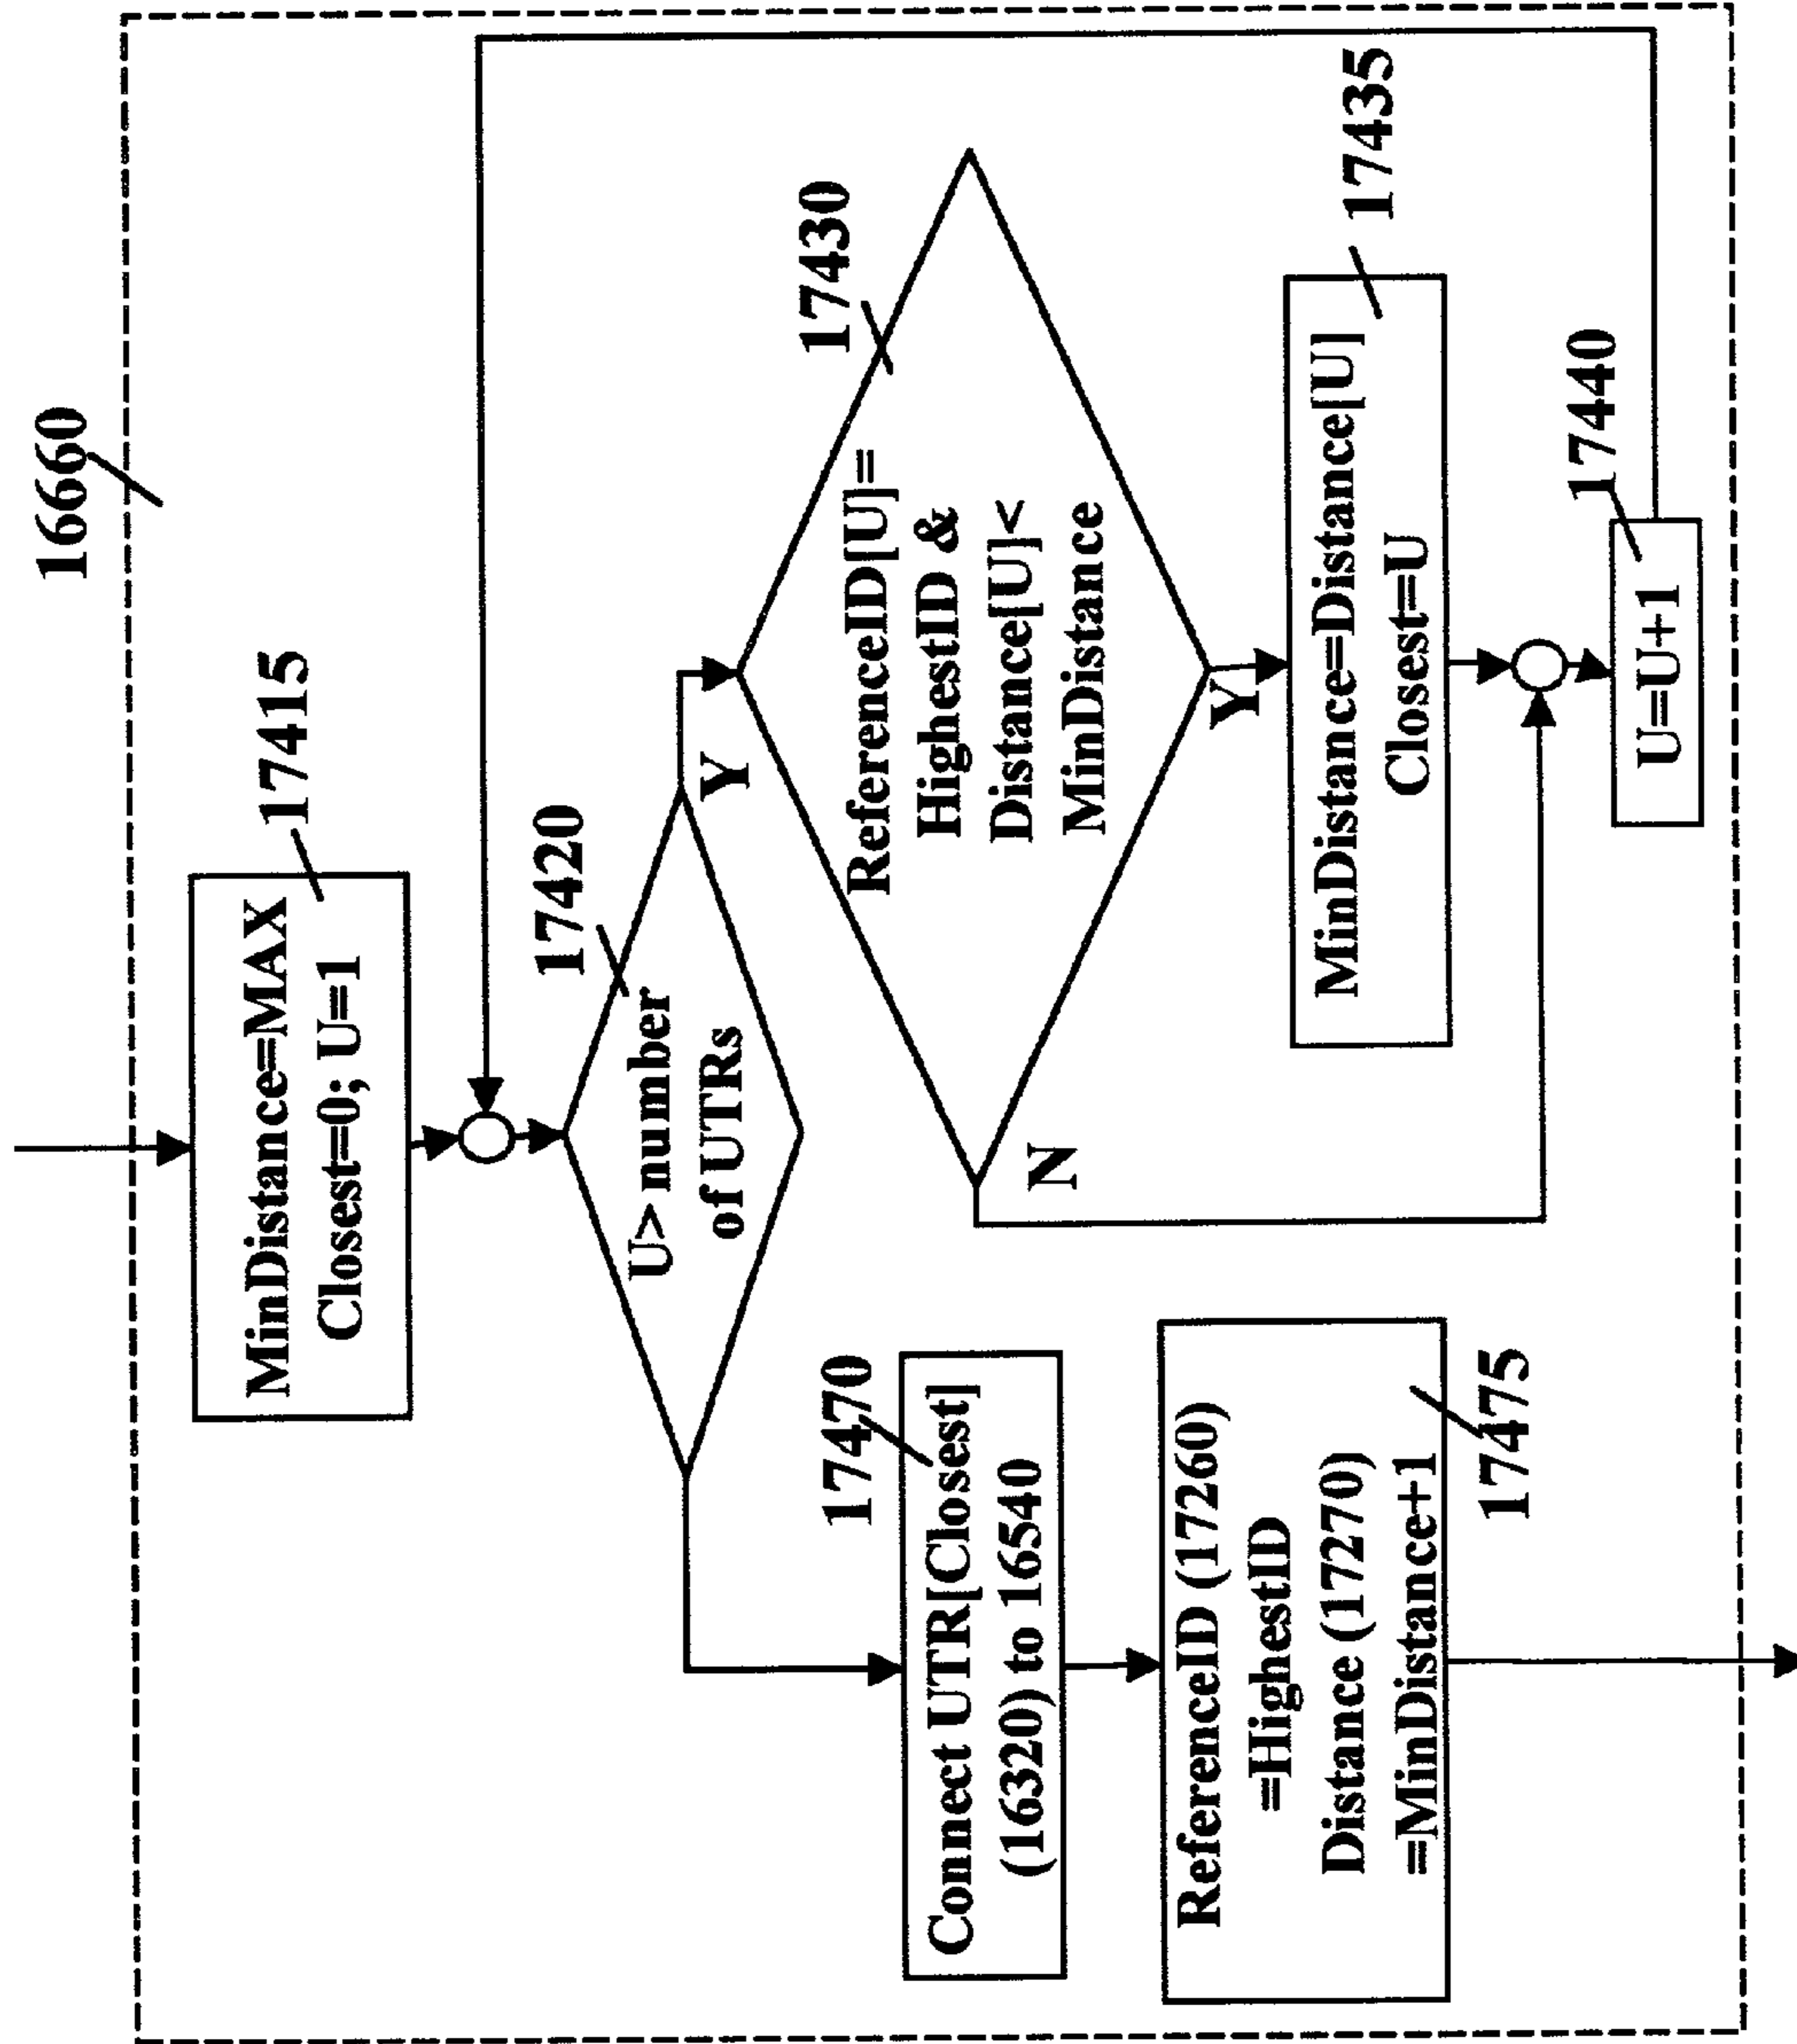 16660
MinDistance=MAX
Closest=0; U=1
17415
U> number
of UTRs
17420
Y
ReferenceID[U]=
HighestID &
Distance[U]<
MinDistance
17430
N
Y
MinDistance=Distance[U]
Closest=U
17435
U=U+1
17440
17470
Connect UTR[Closest]
(16320) to 16540
ReferenceID (17260)
=HighestID
Distance (17270)
=MinDistance+1
17475